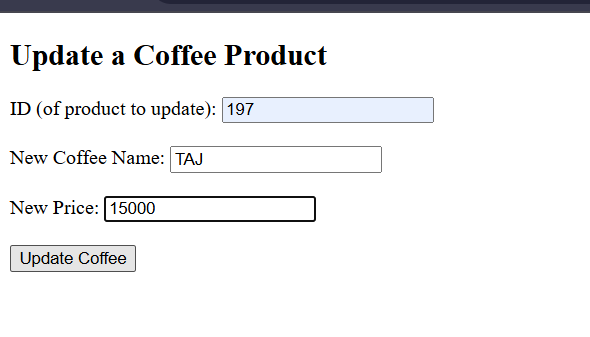 Update a Coffee Product
ID (of product to update): 197
New Coffee Name: TAJ
New Price: 15000
Update Coffee